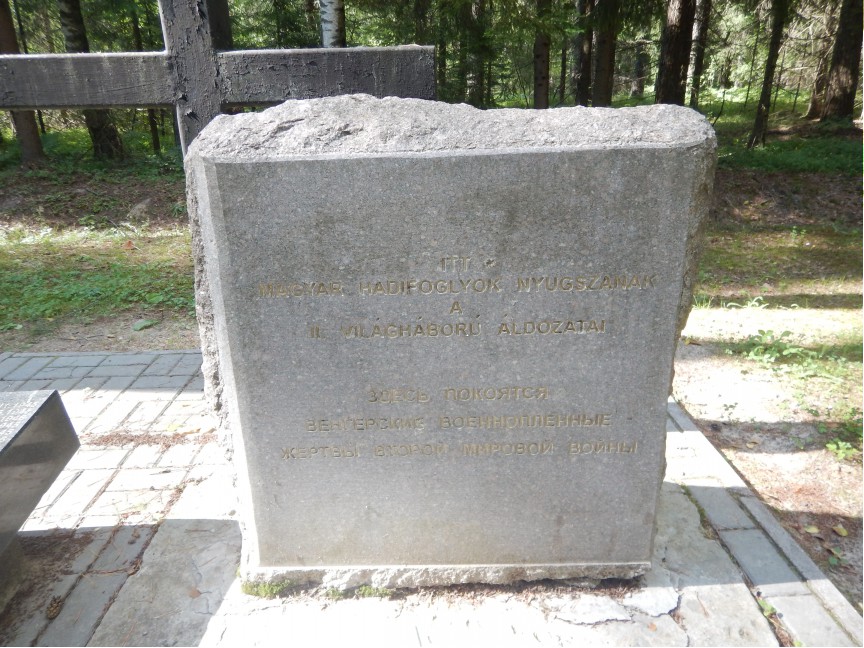 ITT
MAGYAR HADIFOGLYOK NYUGSZANAK
A
II VILÁGHÁBORÚ ÁLDOZATAI
ЗДЕСЬ ПОКОЯТСЯ
ВЕНГЕРСКИЕ ВОЕННОПЛЕННЫЕ -
ЖЕРТВЫ ВТОРОЙ МИРОВОЙ ВОЙНЫ